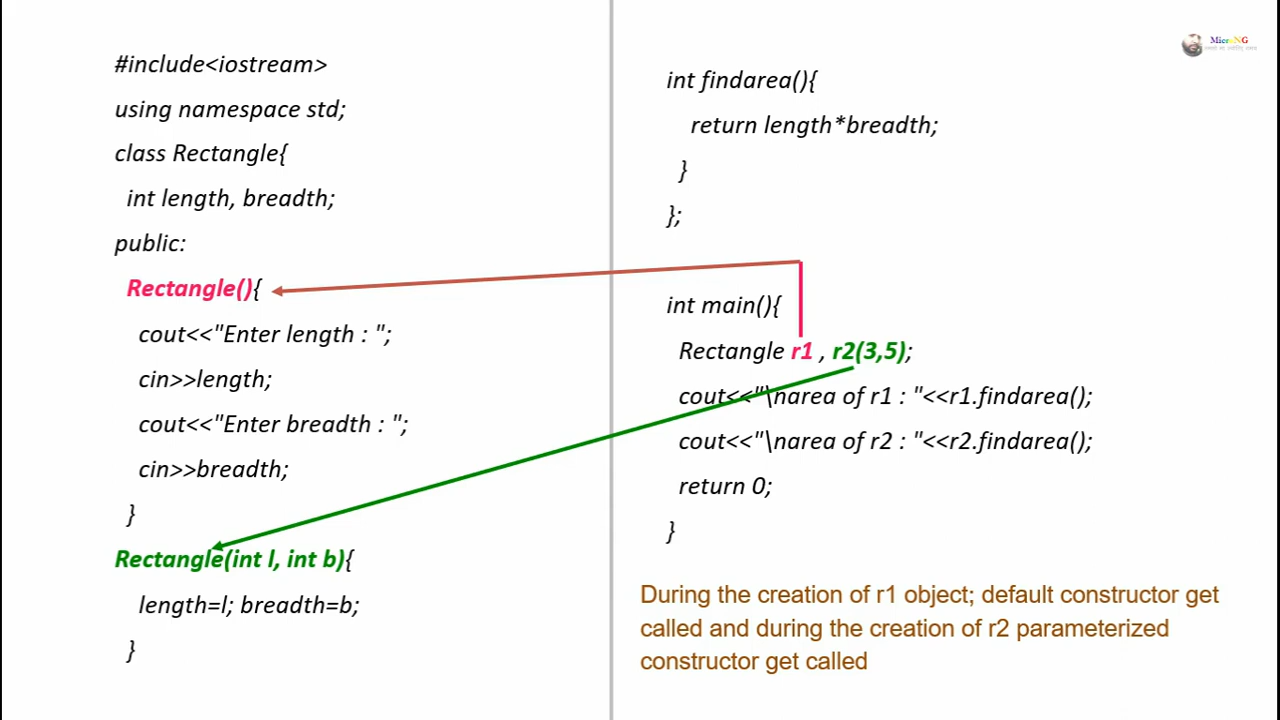 #include<iostream>
using namespace std;
class Rectangle{
int length, breadth;
public:
Rectangle(){
cout<<"Enter length : ";
cin>>length;
cout<<"Enter breadth : ";
cin>>breadth;
}
Rectangle(int l, int b){
length=l; breadth=b;
}
MicroNG
int findarea(){
return length*breadth;
}
};
int main(){
Rectangle r1 , r2(3,5);
cout<<"\narea of r1 : "<<r1.findarea();
cout<<"\narea of r2 : "<<r2.findarea();
return 0;
}
During the creation of r1 object; default constructor get
called and during the creation of r2 parameterized
constructor get called